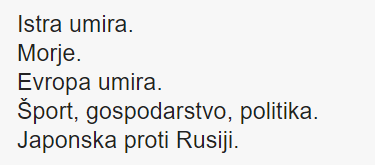 Istra umira.
Morje.
Evropa umira.
Šport, gospodarstvo, politika.
Japonska proti Rusiji.